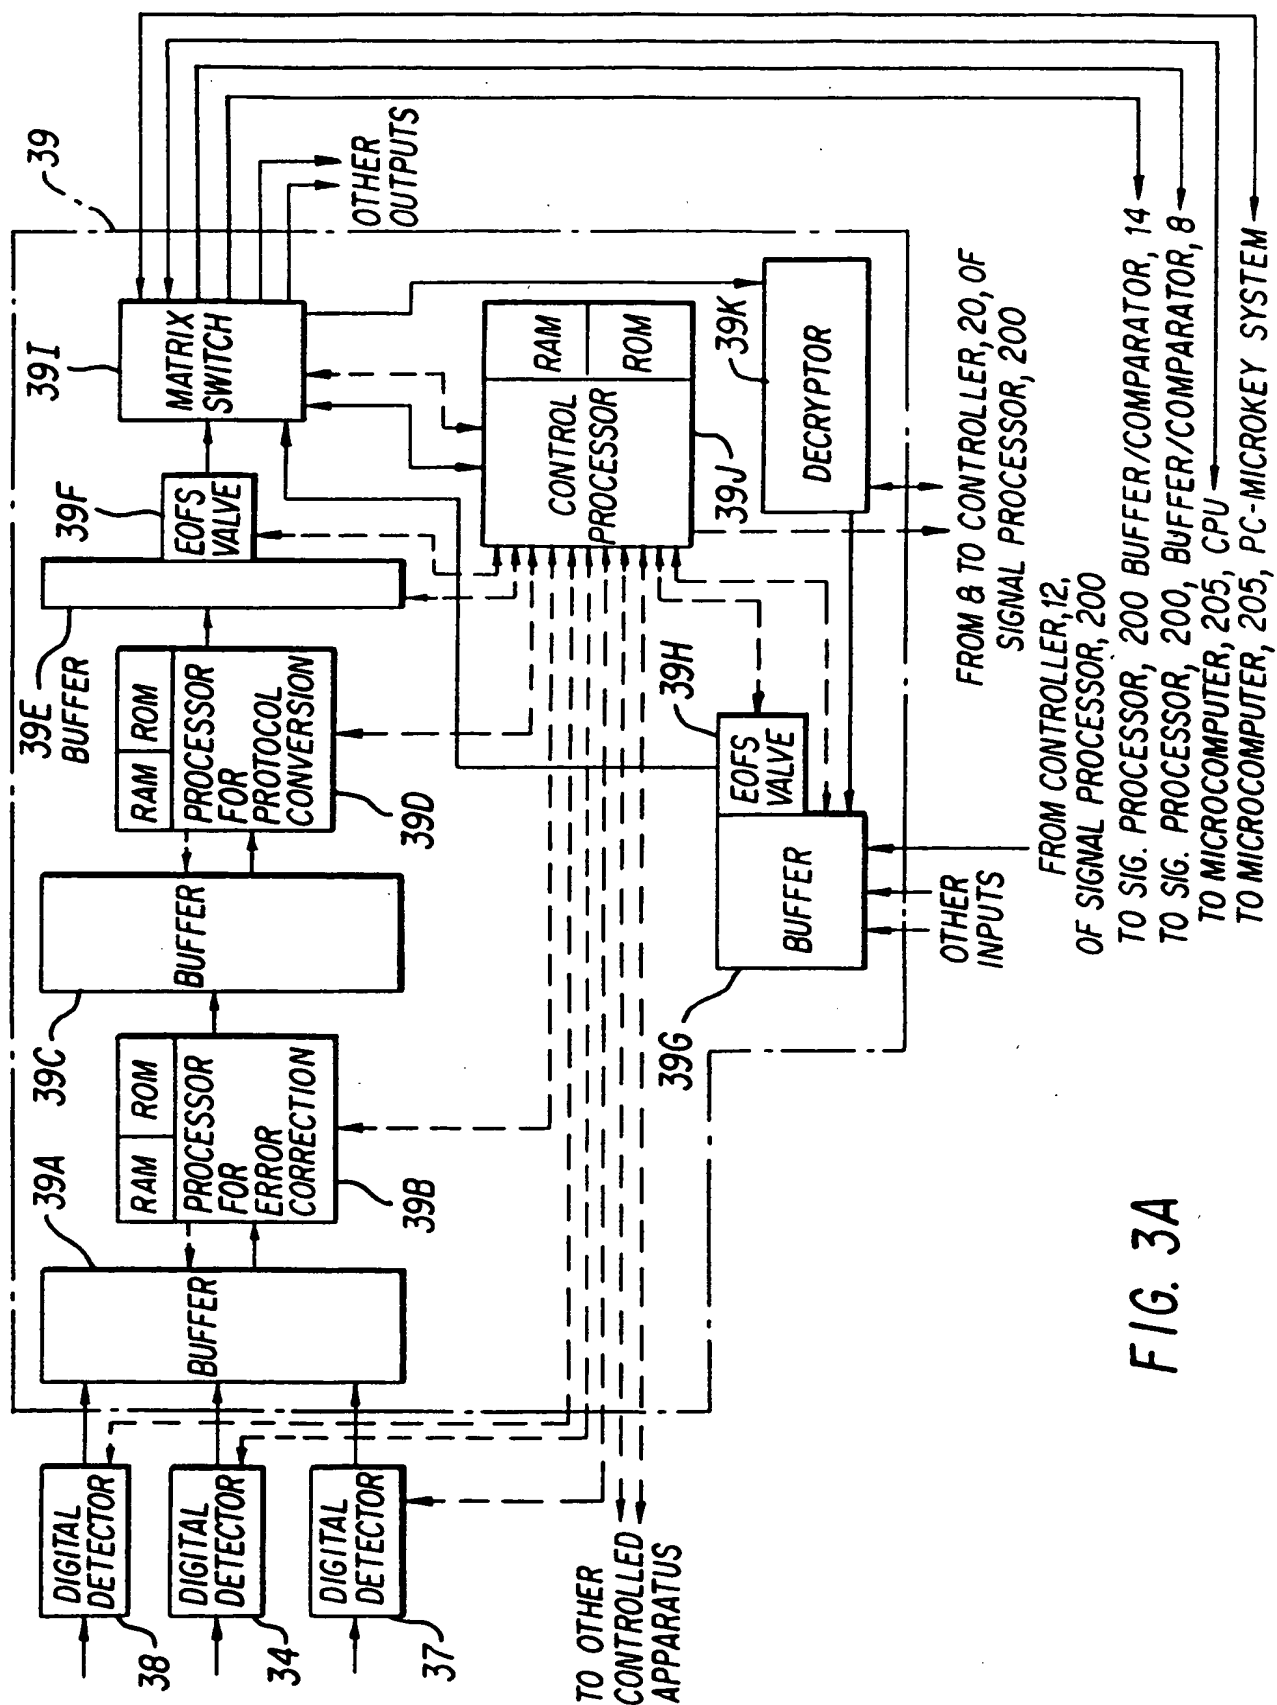 39
39I
MATRIX
SWITCH
OTHER
OUTPUTS
39F
EOFS
VALVE
39E
BUFFER
RAM
ROM
PROCESSOR
FOR
PROTOCOL
CONVERSION
39D
39C
BUFFER
RAM
ROM
PROCESSOR
FOR
ERROR
CORRECTION
39B
39A
BUFFER
DIGITAL
DETECTOR
38
DIGITAL
DETECTOR
34
DIGITAL
DETECTOR
37
TO OTHER
CONTROLLED
APPARATUS
RAM
ROM
CONTROL
PROCESSOR
39J
39K
DECRYPTOR
39H
EOFS
VALVE
BUFFER
39G
OTHER
INPUTS
FROM & TO CONTROLLER, 20, OF
SIGNAL PROCESSOR, 200
FROM CONTROLLER, 12,
OF SIGNAL PROCESSOR, 200
TO SIG. PROCESSOR, 200 BUFFER/COMPARATOR, 14
TO SIG. PROCESSOR, 200, BUFFER/COMPARATOR, 8
TO MICROCOMPUTER, 205, CPU
TO MICROCOMPUTER, 205, PC-MICROKEY SYSTEM
FIG. 3A